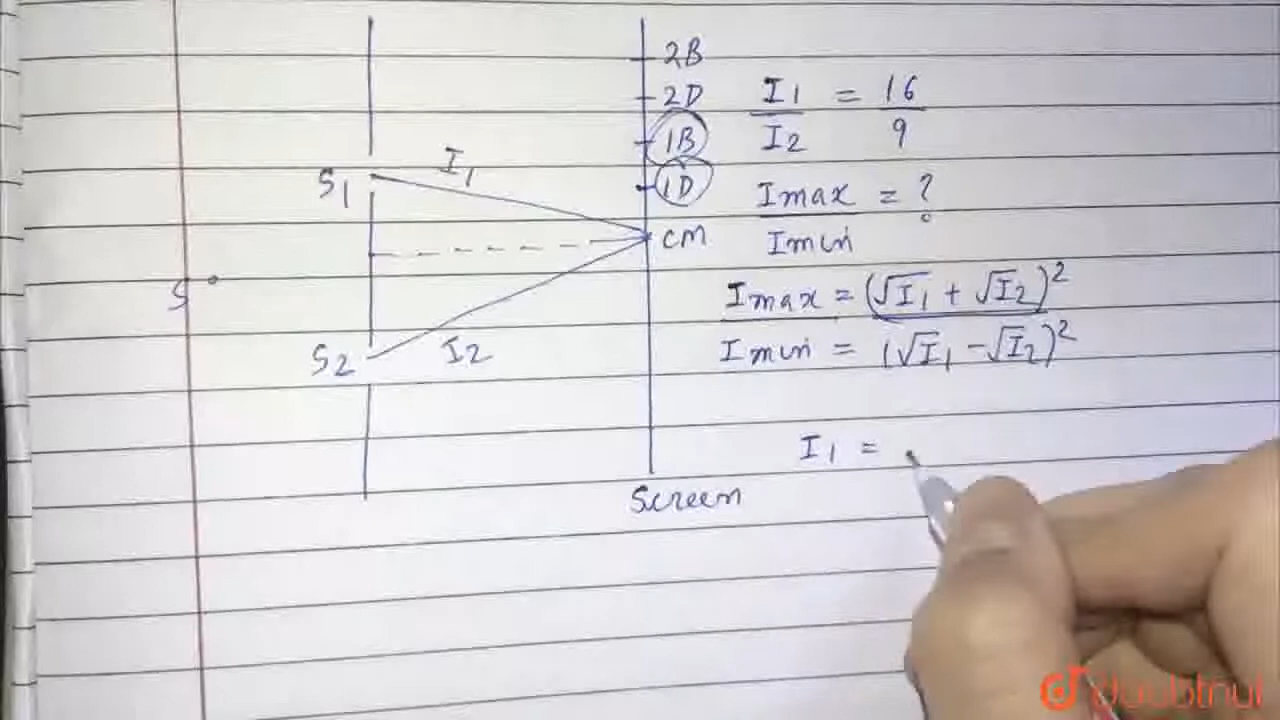 2B
2D
1B
1D
CM
S1
I1
S
S2
I2
Screen
I1 = 16
I2 9
Imax = ?
Imin
Imax = (√I1 + √I2)²
Imin = (√I1 - √I2)²
I1 =
doubtnut